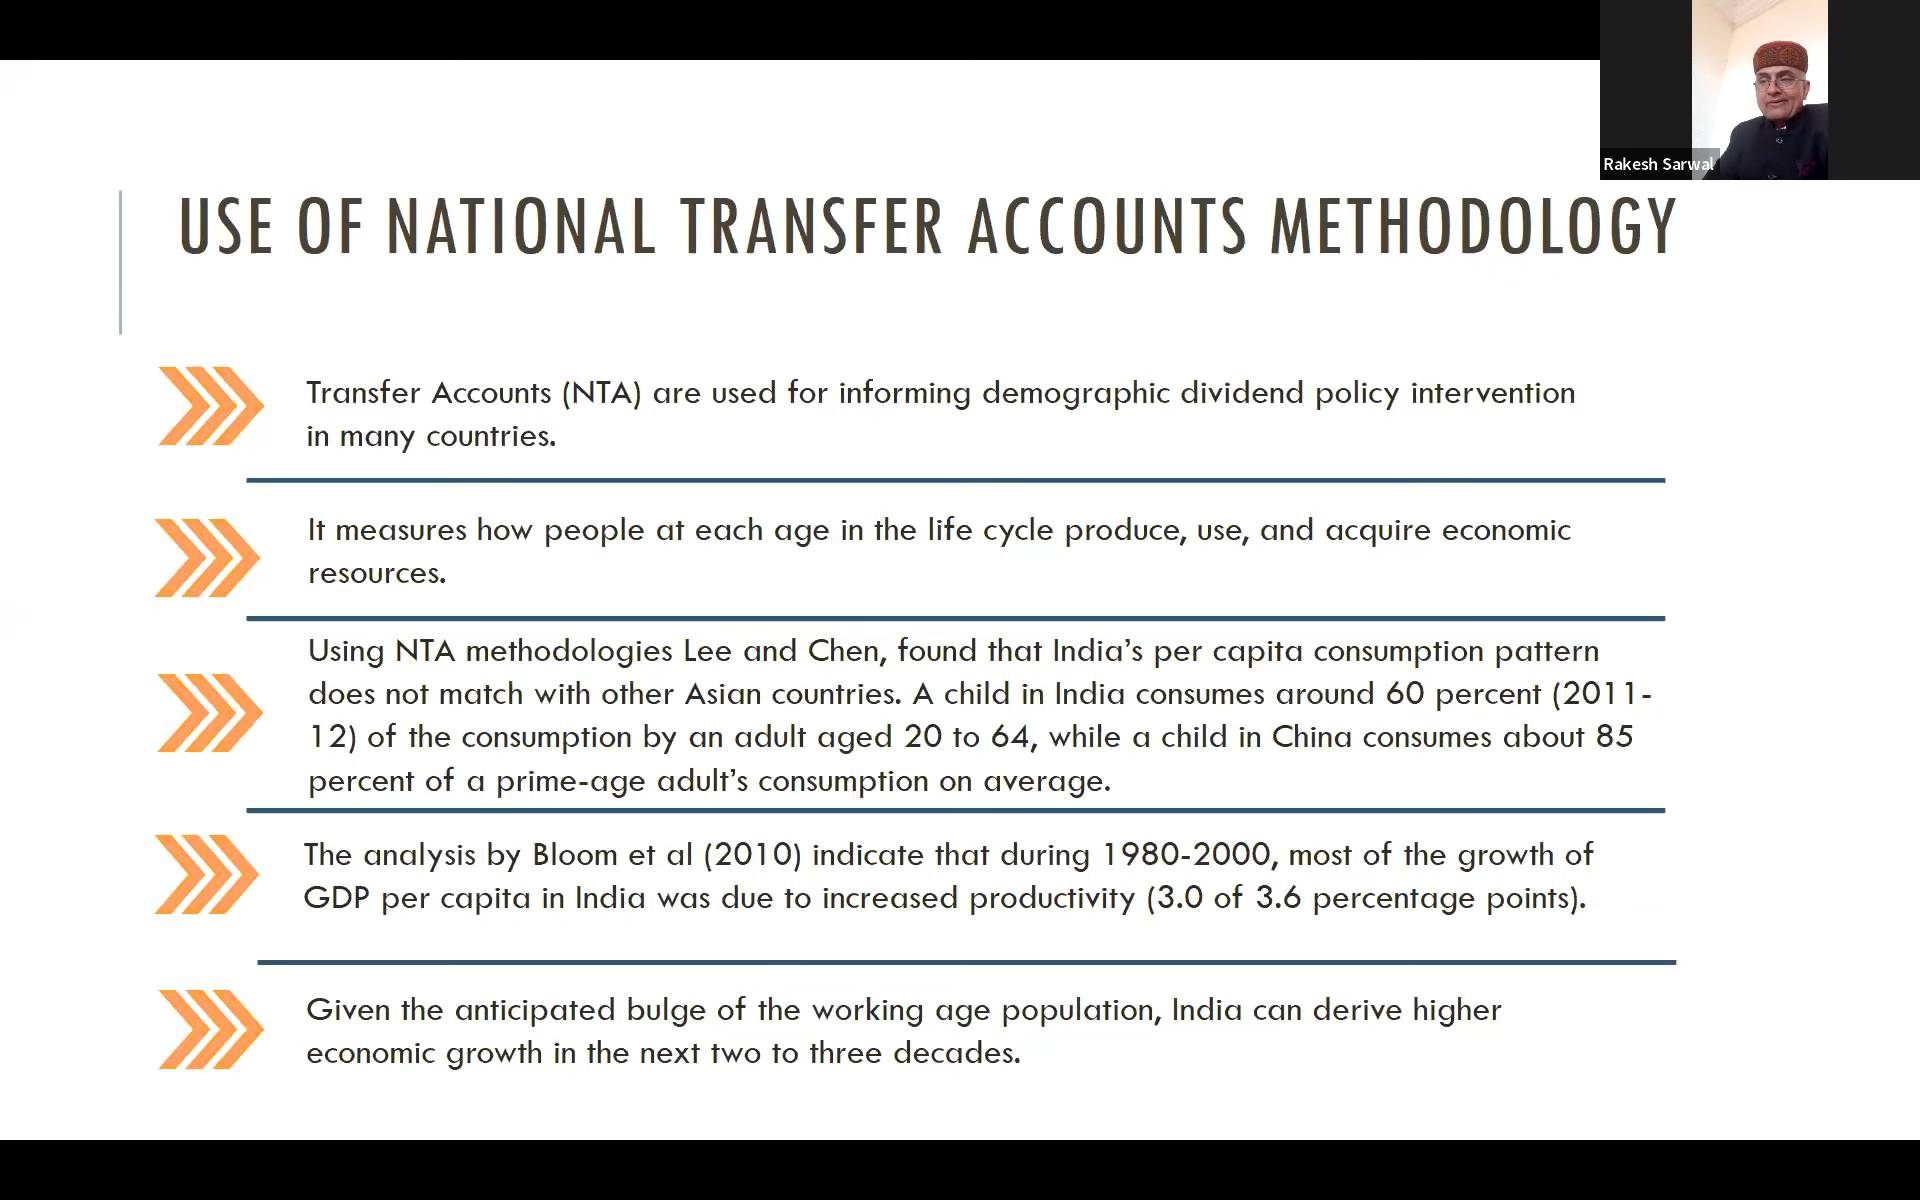 Rakesh Sarwal
USE OF NATIONAL TRANSFER ACCOUNTS METHODOLOGY
Transfer Accounts (NTA) are used for informing demographic dividend policy intervention
in many countries.
It measures how people at each age in the life cycle produce, use, and acquire economic
resources.
Using NTA methodologies Lee and Chen, found that India’s per capita consumption pattern
does not match with other Asian countries. A child in India consumes around 60 percent (2011-
12) of the consumption by an adult aged 20 to 64, while a child in China consumes about 85
percent of a prime-age adult’s consumption on average.
The analysis by Bloom et al (2010) indicate that during 1980-2000, most of the growth of
GDP per capita in India was due to increased productivity (3.0 of 3.6 percentage points).
Given the anticipated bulge of the working age population, India can derive higher
economic growth in the next two to three decades.